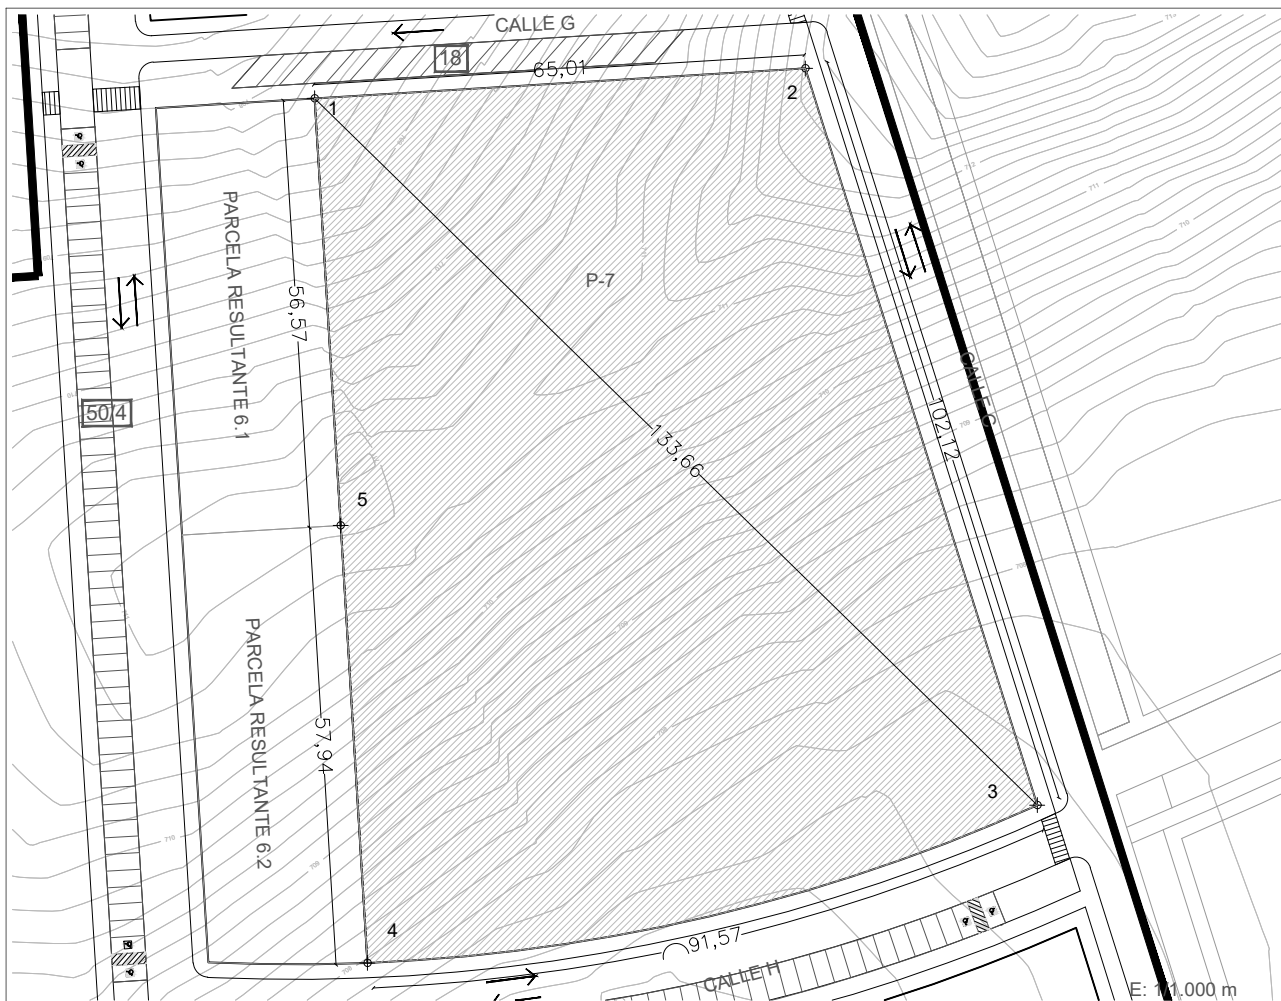 CALLE G
18
65,01
1
2
PARCELA RESULTANTE 6.1
56,57
P-7
CALLE C
50/4
102,12
133,66
5
PARCELA RESULTANTE 6.2
57,94
3
4
91,57
CALLE H
E: 1/1.000 m